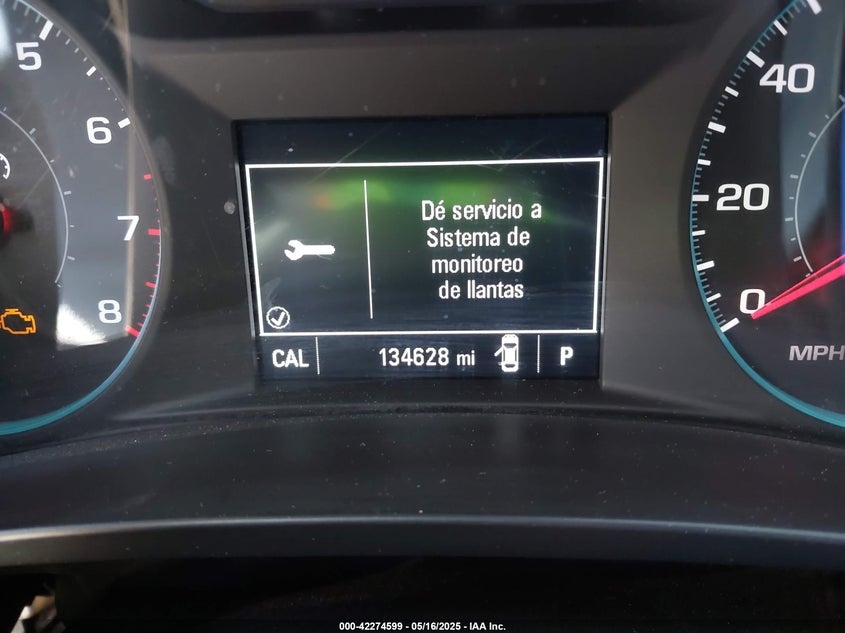 5
6
7
8
40
20
0
MPH
Dé servicio a
Sistema de
monitoreo
de llantas
CAL 134628 mi P
000-42274599 - 05/16/2025 - IAA Inc.